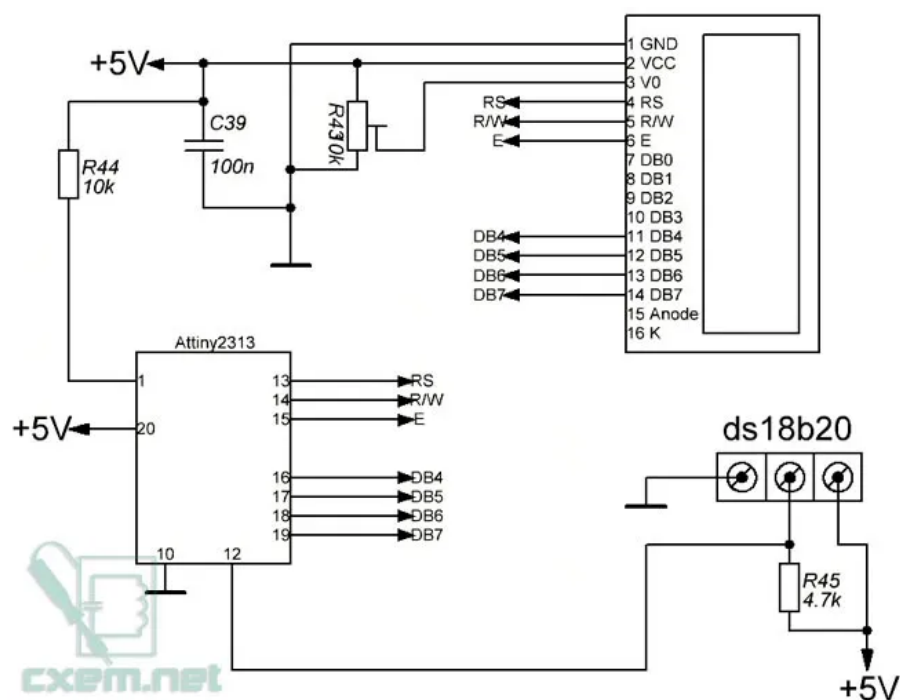 +5V
R44
10k
C39
100n
R43
10k
1 GND
2 VCC
3 V0
4 RS
5 R/W
6 E
7 DB0
8 DB1
9 DB2
10 DB3
11 DB4
12 DB5
13 DB6
14 DB7
15 Anode
16 K
RS
R/W
E
DB4
DB5
DB6
DB7
Attiny2313
1
20
+5V
10
12
13 RS
14 R/W
15 E
16 DB4
17 DB5
18 DB6
19 DB7
ds18b20
R45
4.7k
+5V
cxem.net